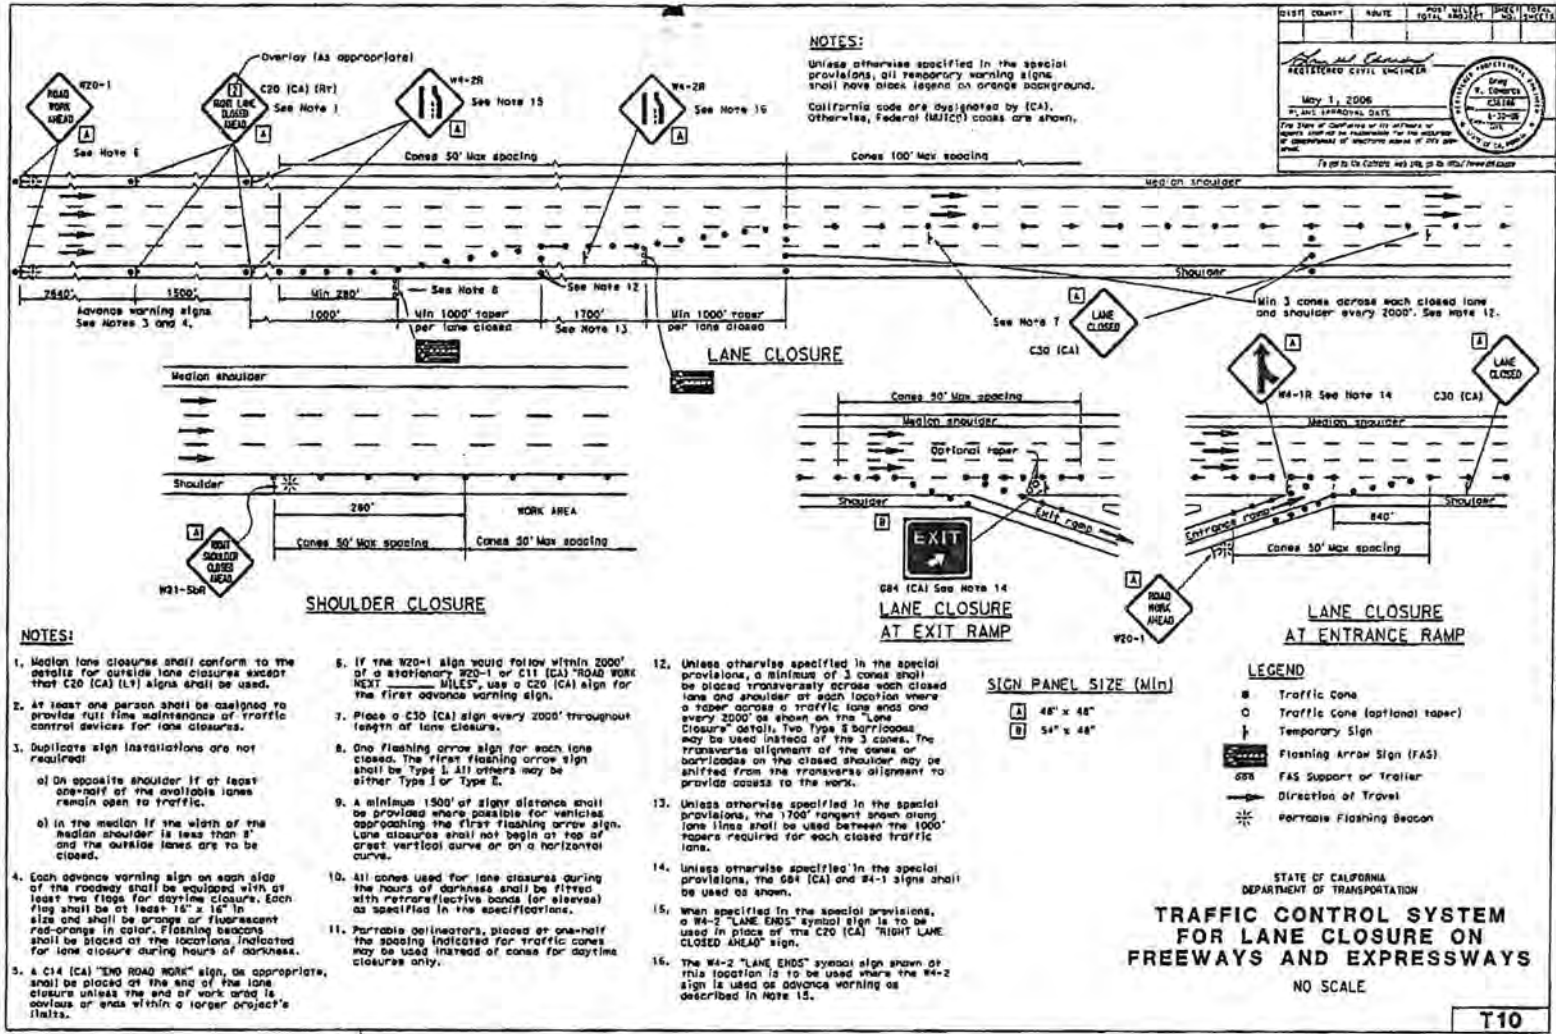 DIST COUNTY ROUTE POST MILES TOTAL PROJECT SHEET NO. TOTAL SHEETS
REGISTERED CIVIL ENGINEER
May 1, 2006
PLANS APPROVAL DATE
NOTES:
Unless otherwise specified in the special
provisions, all temporary warning signs
shall have black legend on orange background.
California code are designated by (CA).
Otherwise, Federal (MUTCD) codes are shown.
Overlay (As appropriate)
W20-1
ROAD
WORK
AHEAD
A
See Note 6
2
RIGHT LANE
CLOSED
AHEAD
C20 (CA) (Rt)
See Note 1
A
W4-2R
See Note 15
A
W4-2R
See Note 16
A
Cones 50' Max spacing
Cones 100' Max spacing
Median shoulder
Shoulder
2640'
1500'
Min 280'
1000'
See Note 8
Min 1000' taper
per lane closed
See Note 12
1700'
See Note 13
Min 1000' taper
per lane closed
Advance warning signs
See Notes 3 and 4.
LANE CLOSURE
See Note 7
A
LANE
CLOSED
C30 (CA)
Min 3 cones across each closed lane
and shoulder every 2000'. See Note 12.
Median shoulder
Shoulder
280'
WORK AREA
Cones 50' Max spacing
Cones 50' Max spacing
A
RIGHT
SHOULDER
CLOSED
AHEAD
W21-5bR
SHOULDER CLOSURE
Cones 50' Max spacing
Median shoulder
Optional taper
Shoulder
Exit ramp
B
EXIT
G84 (CA) See Note 14
LANE CLOSURE
AT EXIT RAMP
A
W4-1R See Note 14
A
LANE
CLOSED
C30 (CA)
Median shoulder
Entrance ramp
Shoulder
640'
Cones 50' Max spacing
A
ROAD
WORK
AHEAD
W20-1
LANE CLOSURE
AT ENTRANCE RAMP
NOTES:
1. Median lane closures shall conform to the
details for outside lane closures except
that C20 (CA) (Lt) signs shall be used.
2. At least one person shall be assigned to
provide full time maintenance of traffic
control devices for lane closures.
3. Duplicate sign installations are not
required:
a) On opposite shoulder if at least
one-half of the available lanes
remain open to traffic.
b) In the median if the width of the
median shoulder is less than 8'
and the outside lanes are to be
closed.
4. Each advance warning sign on each side
of the roadway shall be equipped with at
least two flags for daytime closure. Each
flag shall be at least 16" x 16" in
size and shall be orange or fluorescent
red-orange in color. Flashing beacons
shall be placed at the locations indicated
for lane closure during hours of darkness.
5. A C14 (CA) "END ROAD WORK" sign, as appropriate,
shall be placed at the end of the lane
closure unless the end of work area is
obvious or ends within a larger project's
limits.
6. If the W20-1 sign would follow within 2000'
of a stationary W20-1 or C11 (CA) "ROAD WORK
NEXT ______ MILES", use a C20 (CA) sign for
the first advance warning sign.
7. Place a C30 (CA) sign every 2000' throughout
length of lane closure.
8. One flashing arrow sign for each lane
closed. The first flashing arrow sign
shall be Type I. All others may be
either Type I or Type II.
9. A minimum 1500' of sight distance shall
be provided where possible for vehicles
approaching the first flashing arrow sign.
Lane closures shall not begin at top of
crest vertical curve or on a horizontal
curve.
10. All cones used for lane closures during
the hours of darkness shall be fitted
with retroreflective bands (or sleeves)
as specified in the specifications.
11. Portable delineators, placed at one-half
the spacing indicated for traffic cones
may be used instead of cones for daytime
closures only.
12. Unless otherwise specified in the special
provisions, a minimum of 3 cones shall
be placed transversely across each closed
lane and shoulder at each location where
a taper across a traffic lane ends and
every 2000' as shown on the "Lane
Closure" detail. Two Type II barricades
may be used instead of the 3 cones. The
transverse alignment of the cones or
barricades on the closed shoulder may be
shifted from the transverse alignment to
provide access to the work.
13. Unless otherwise specified in the special
provisions, the 1700' tangent shown along
lane lines shall be used between the 1000'
tapers required for each closed traffic
lane.
14. Unless otherwise specified in the special
provisions, the G84 (CA) and W4-1 signs shall
be used as shown.
15. When specified in the special provisions,
a W4-2 "LANE ENDS" symbol sign is to be
used in place of the C20 (CA) "RIGHT LANE
CLOSED AHEAD" sign.
16. The W4-2 "LANE ENDS" symbol sign shown at
this location is to be used where the W4-2
sign is used as advance warning as
described in Note 15.
SIGN PANEL SIZE (Min)
A 48" x 48"
B 54" x 48"
LEGEND
Traffic Cone
Traffic Cone (optional taper)
Temporary Sign
Flashing Arrow Sign (FAS)
FAS Support or Trailer
Direction of Travel
Portable Flashing Beacon
STATE OF CALIFORNIA
DEPARTMENT OF TRANSPORTATION
TRAFFIC CONTROL SYSTEM
FOR LANE CLOSURE ON
FREEWAYS AND EXPRESSWAYS
NO SCALE
T10